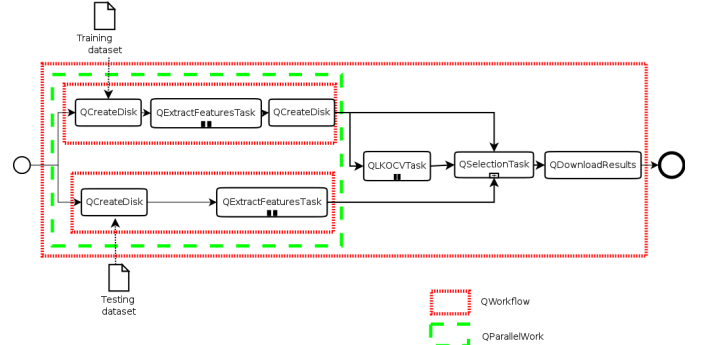 Training
dataset
QCreateDisk
QExtractFeaturesTask
QCreateDisk
QLKOCVTask
QSelectionTask
QDownloadResults
QCreateDisk
QExtractFeaturesTask
Testing
dataset
QWorkflow
QParallelWork